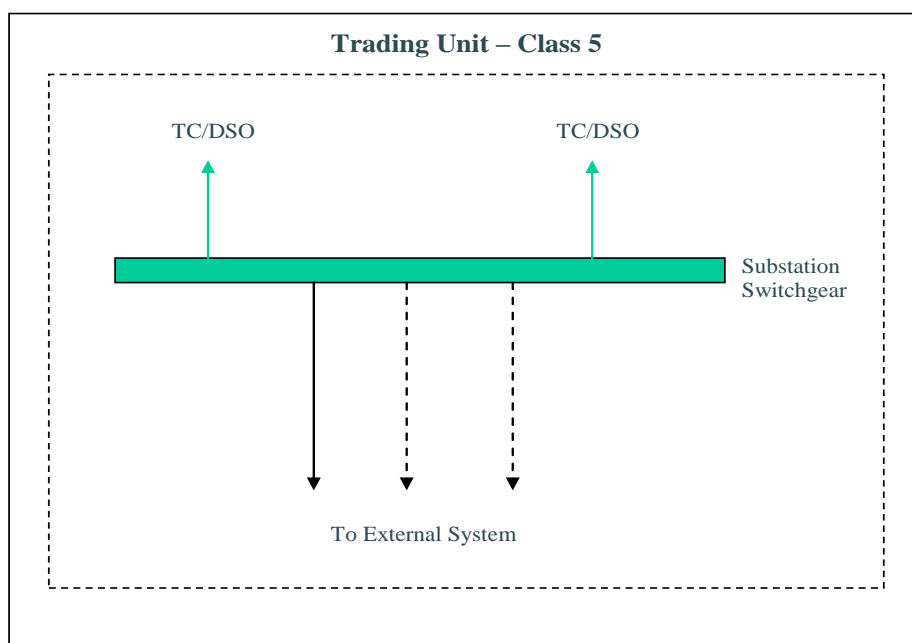 Trading Unit – Class 5
TC/DSO
TC/DSO
Substation
Switchgear
To External System